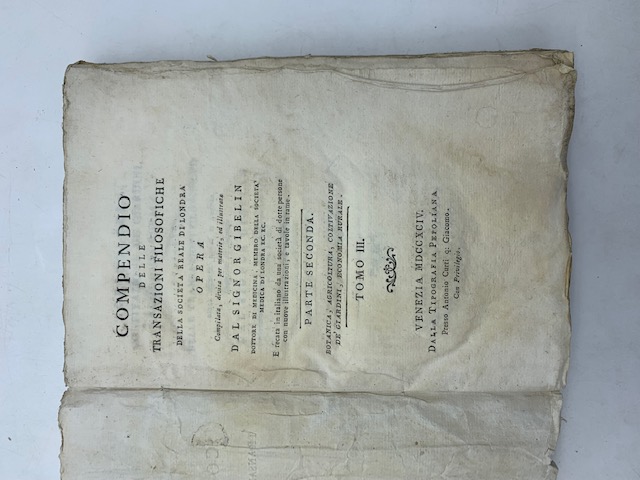 COMPENDIO
DELLE
TRANSAZIONI FILOSOFICHE
DELLA SOCIETÀ REALE DI LONDRA
OPERA
Compilata, divisa per materie, ed illustrata
DAL SIGNOR GIBELIN
DOTTORE DI MEDICINA, MEMBRO DELLA SOCIETA'
MEDICA DI LONDRA EC. EC.
E recata in italiano da una società di dotte persone
con nuove illustrazioni, e tavole in rame.
PARTE SECONDA.
BOTANICA, AGRICOLTURA, COLTIVAZIONE
DE GIARDINI, ECONOMIA RURALE.
TOMO III.
VENEZIA MDCCXCIV.
DALLA TIPOGRAFIA PEPOLIANA.
Presso Antonio Curti q. Giacomo.
Con Privilegio.